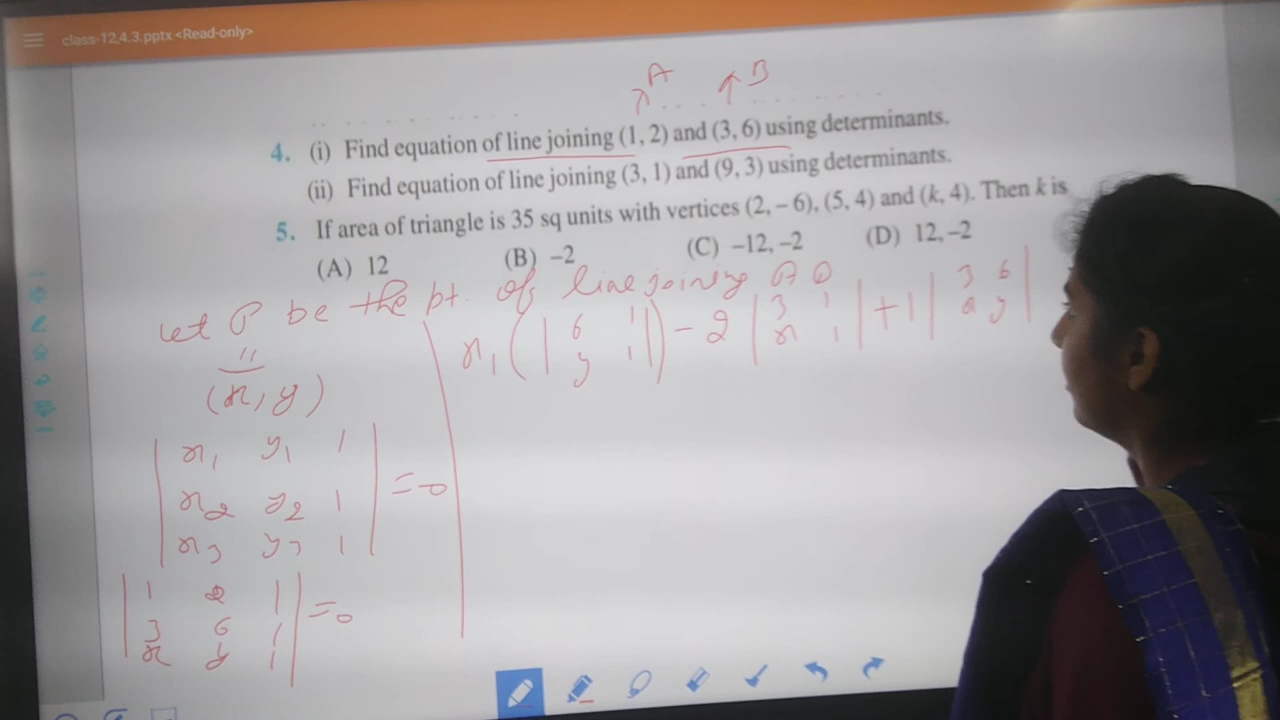 class-12,4.3.pptx <Read-only>
A B
4. (i) Find equation of line joining (1, 2) and (3, 6) using determinants.
(ii) Find equation of line joining (3, 1) and (9, 3) using determinants.
5. If area of triangle is 35 sq units with vertices (2, – 6), (5, 4) and (k, 4). Then k is
(A) 12 (B) –2 (C) –12, –2 (D) 12, –2
Let P be the pt. of line joining A
(x, y)
| x₁ y₁ 1 |
| x₂ y₂ 1 | = 0
| x₃ y₃ 1 |
| 1 2 1 |
| 3 6 1 | = 0
| x y 1 |
| 6 1 | – 2 | 3 1 | + 1 | 3 6 |
| y 1 | | x 1 |